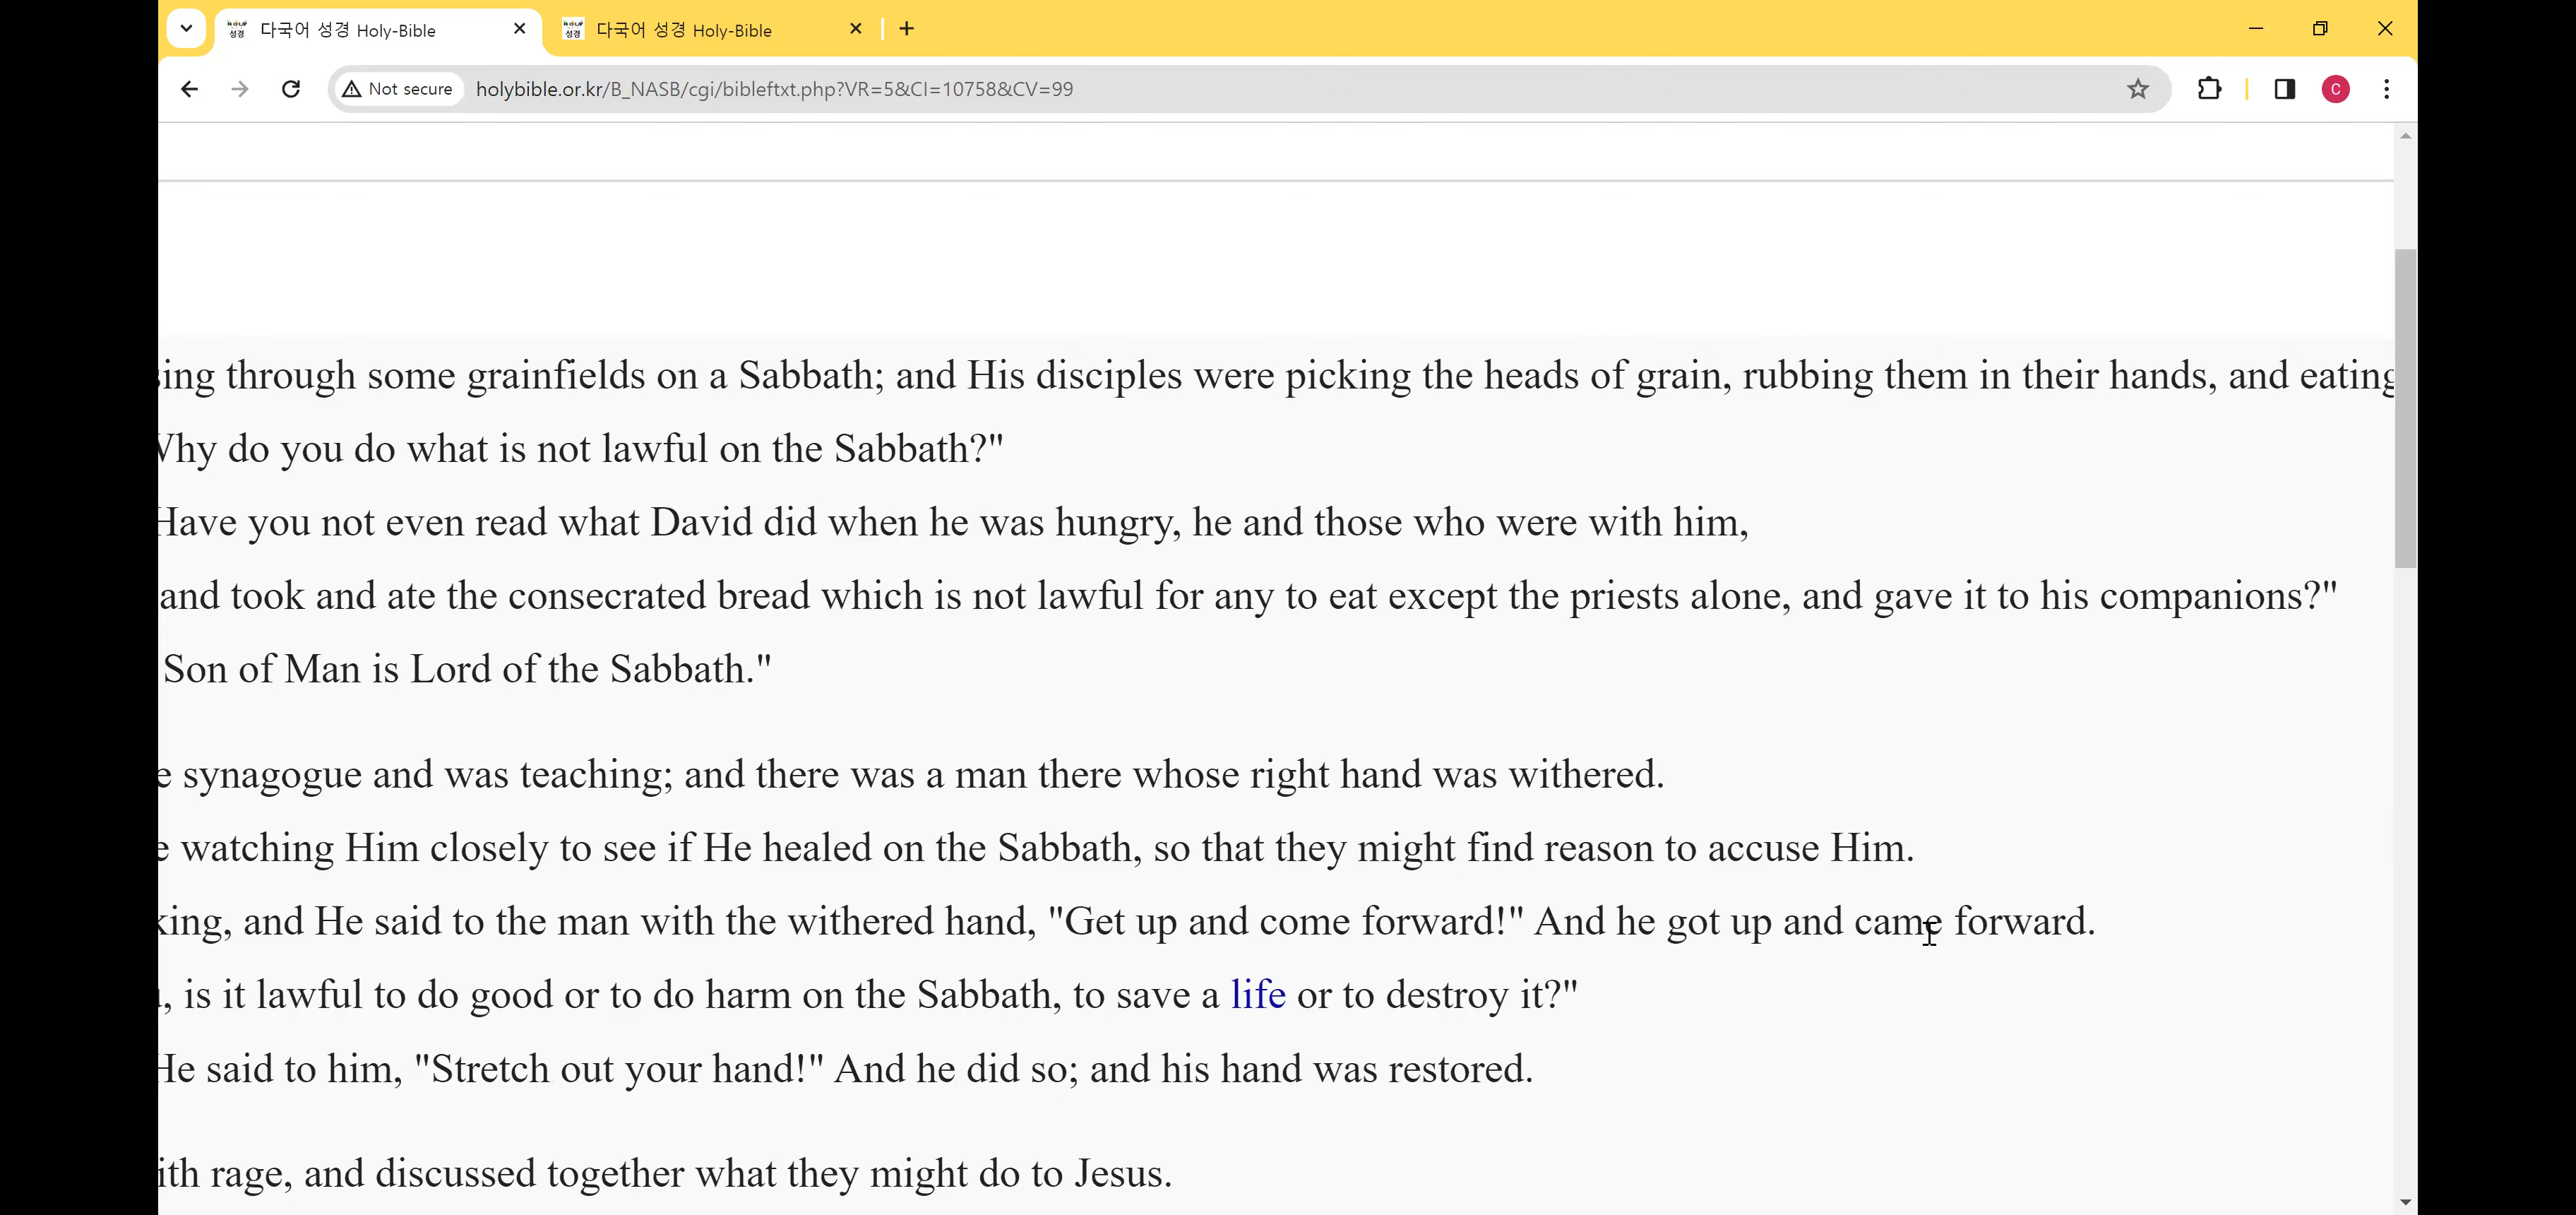 다국어 성경 Holy-Bible
다국어 성경 Holy-Bible
Not secure holybible.or.kr/B_NASB/cgi/bibleftxt.php?VR=5&CI=10758&CV=99
C
sing through some grainfields on a Sabbath; and His disciples were picking the heads of grain, rubbing them in their hands, and eating
Why do you do what is not lawful on the Sabbath?"
Have you not even read what David did when he was hungry, he and those who were with him,
and took and ate the consecrated bread which is not lawful for any to eat except the priests alone, and gave it to his companions?"
Son of Man is Lord of the Sabbath."
e synagogue and was teaching; and there was a man there whose right hand was withered.
e watching Him closely to see if He healed on the Sabbath, so that they might find reason to accuse Him.
king, and He said to the man with the withered hand, "Get up and come forward!" And he got up and came forward.
, is it lawful to do good or to do harm on the Sabbath, to save a life or to destroy it?"
He said to him, "Stretch out your hand!" And he did so; and his hand was restored.
ith rage, and discussed together what they might do to Jesus.